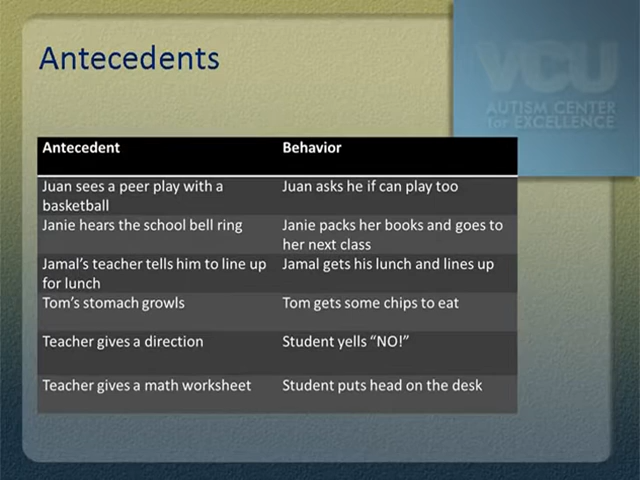 Antecedents
VCU
AUTISM CENTER
for EXCELLENCE
Antecedent Behavior
Juan sees a peer play with a basketball Juan asks he if can play too
Janie hears the school bell ring Janie packs her books and goes to her next class
Jamal's teacher tells him to line up for lunch Jamal gets his lunch and lines up
Tom's stomach growls Tom gets some chips to eat
Teacher gives a direction Student yells “NO!”
Teacher gives a math worksheet Student puts head on the desk